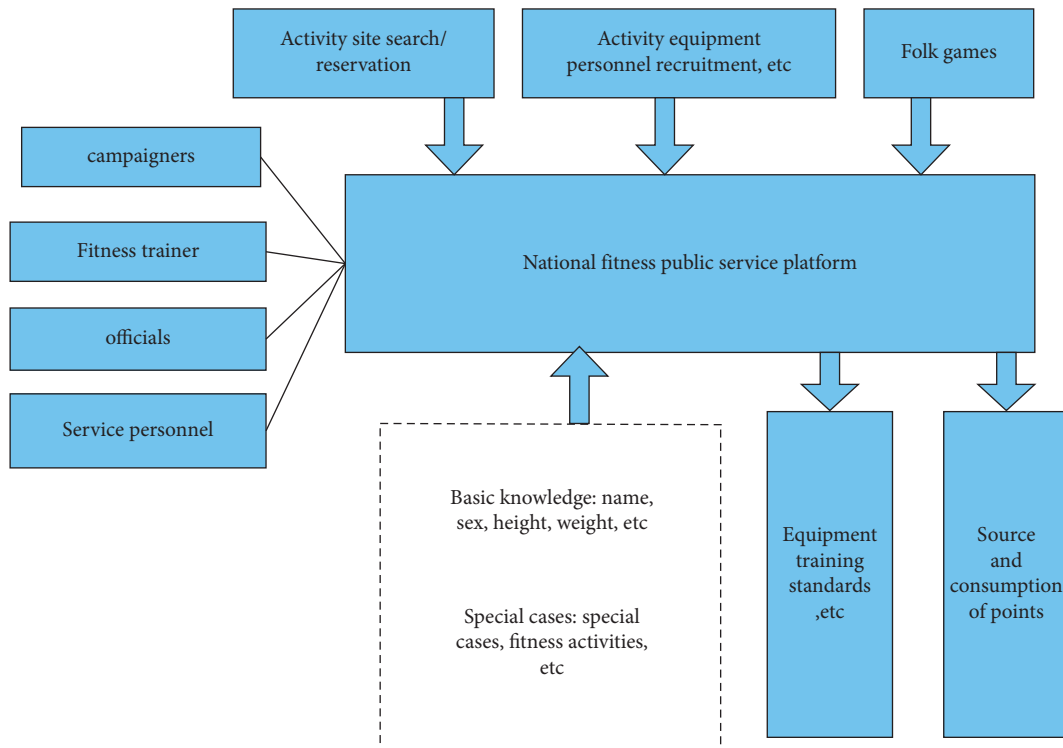 Activity site search/
reservation
Activity equipment
personnel recruitment, etc
Folk games
campaigners
Fitness trainer
officials
Service personnel
National fitness public service platform
Basic knowledge: name,
sex, height, weight, etc
Special cases: special
cases, fitness activities,
etc
Equipment
training
standards
,etc
Source
and
consumption
of points